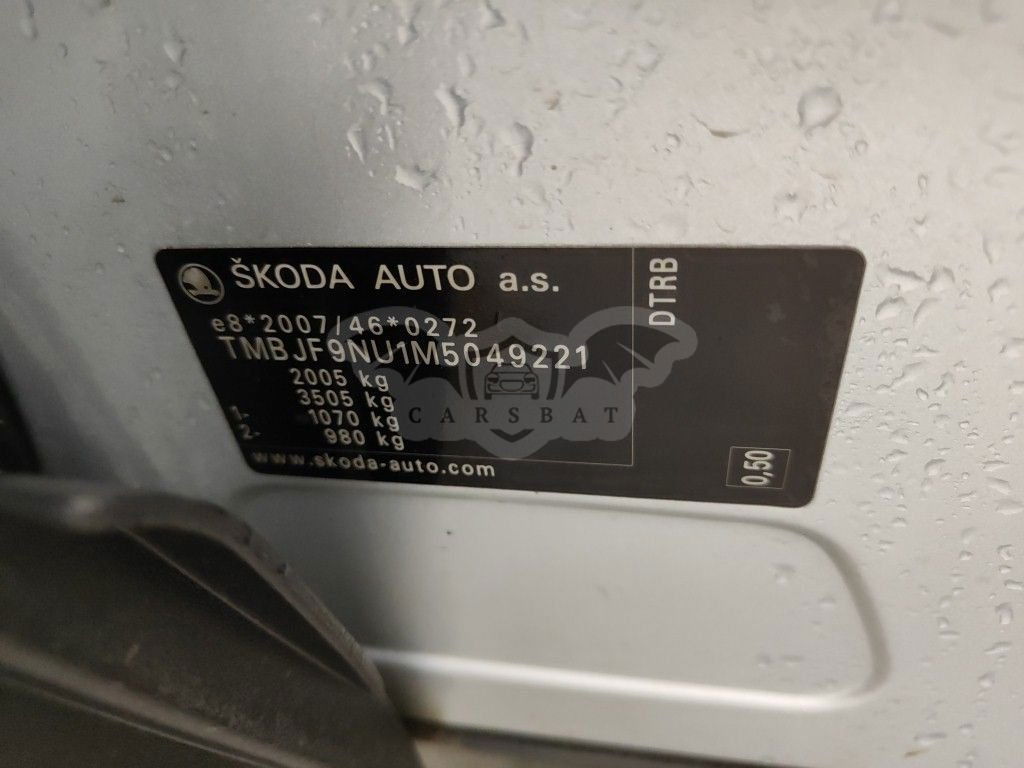 ŠKODA AUTO a.s.
e8*2007/46*0272
TMBJF9NU1M5049221
2005 kg
3505 kg
1- 1070 kg
2- 980 kg
www.skoda-auto.com
DTRB
0,50
CARSBAT